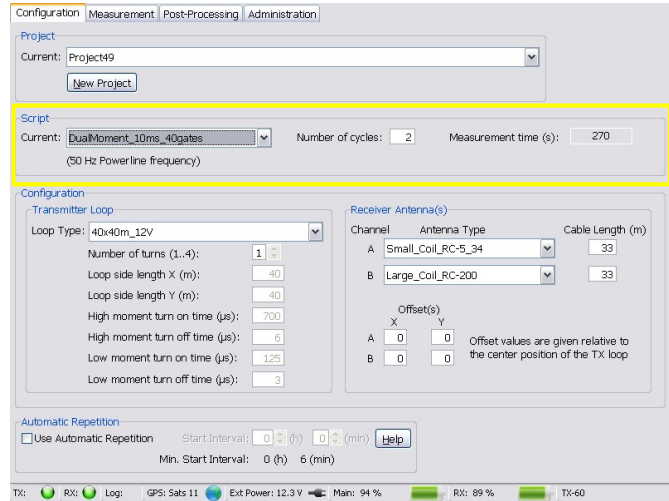 Configuration Measurement Post-Processing Administration
Project
Current: Project49
New Project
Script
Current: DualMoment_10ms_40gates Number of cycles: 2 Measurement time (s): 270
(50 Hz Powerline frequency)
Configuration
Transmitter Loop
Loop Type: 40x40m_12V
Number of turns (1..4): 1
Loop side length X (m): 40
Loop side length Y (m): 40
High moment turn on time (µs): 700
High moment turn off time (µs): 6
Low moment turn on time (µs): 125
Low moment turn off time (µs): 3
Receiver Antenna(s)
Channel Antenna Type Cable Length (m)
A Small_Coil_RC-5_34 33
B Large_Coil_RC-200 33
Offset(s)
X Y
A 0 0 Offset values are given relative to
B 0 0 the center position of the TX loop
Automatic Repetition
Use Automatic Repetition Start Interval: 0 (h) 0 (min) Help
Min. Start Interval: 0 (h) 6 (min)
TX: RX: Log: GPS: Sats 11 Ext Power: 12.3 V Main: 94 % RX: 89 % TX-60